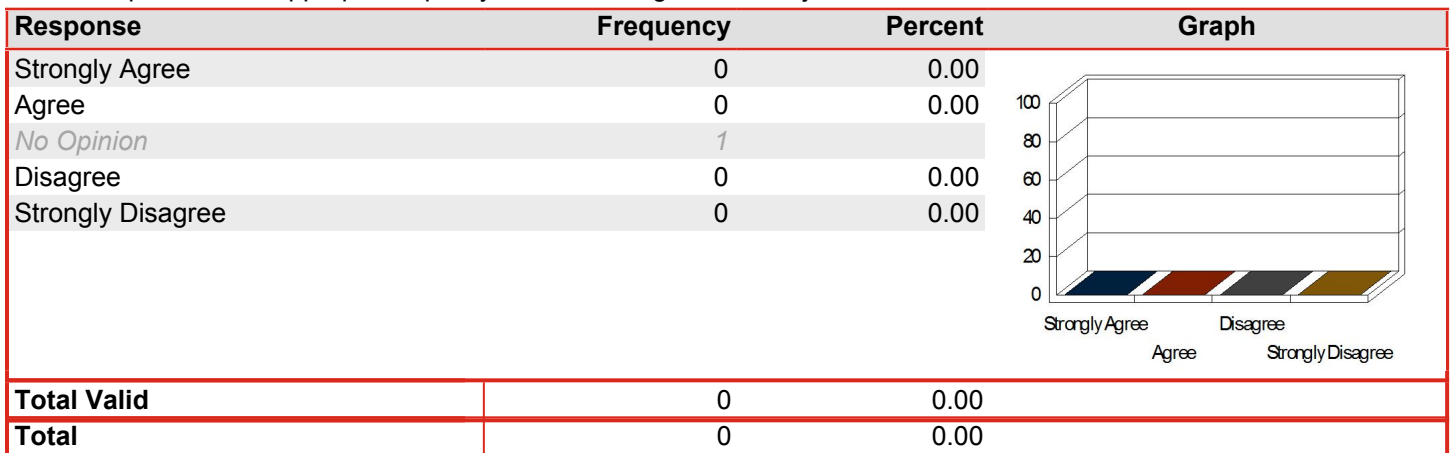 Response Frequency Percent Graph
Strongly Agree 0 0.00
Agree 0 0.00
No Opinion 1
Disagree 0 0.00
Strongly Disagree 0 0.00
100
80
60
40
20
0
Strongly Agree Disagree
Agree Strongly Disagree
Total Valid 0 0.00
Total 0 0.00